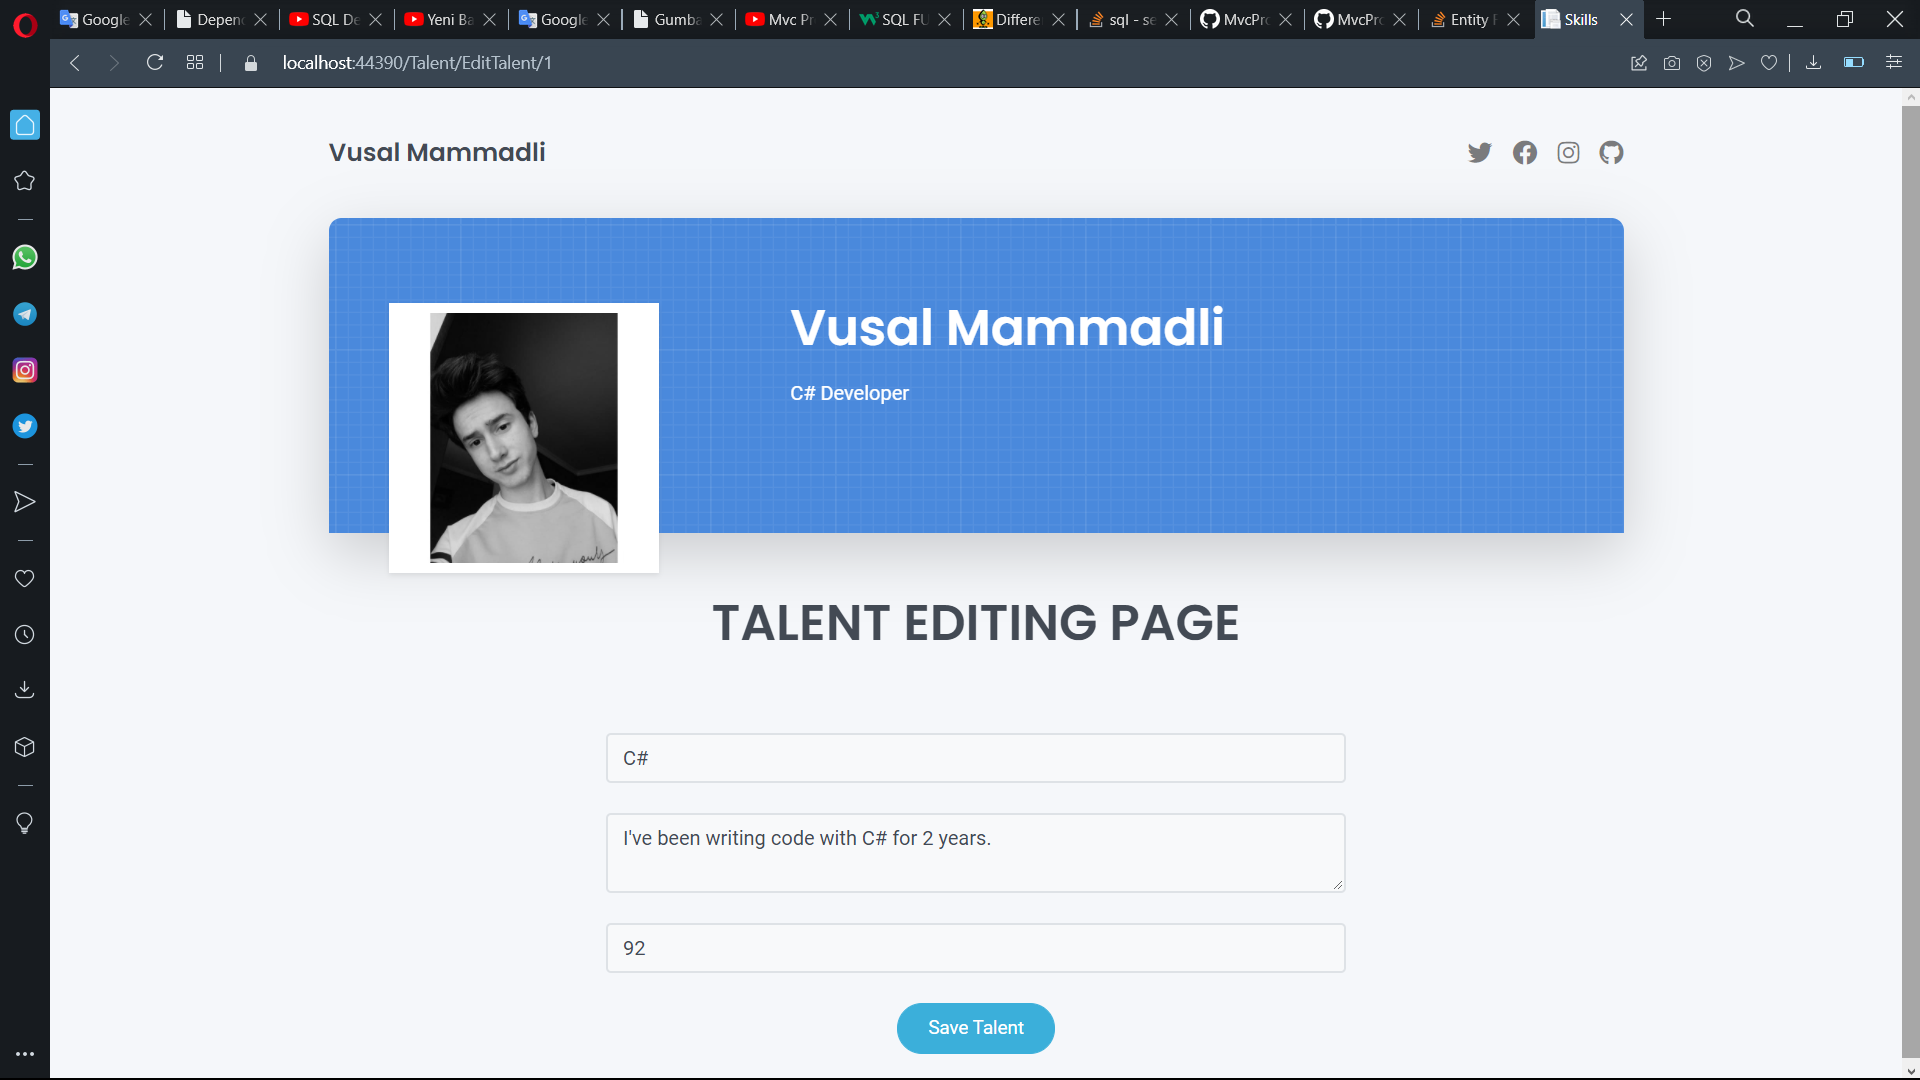 Google
Depen
SQL De
Yeni Ba
Google
Gumba
Mvc Pr
SQL FU
Differe
sql - se
MvcPro
MvcPro
Entity F
Skills
localhost:44390/Talent/EditTalent/1
Vusal Mammadli
Vusal Mammadli
C# Developer
TALENT EDITING PAGE
C#
I've been writing code with C# for 2 years.
92
Save Talent